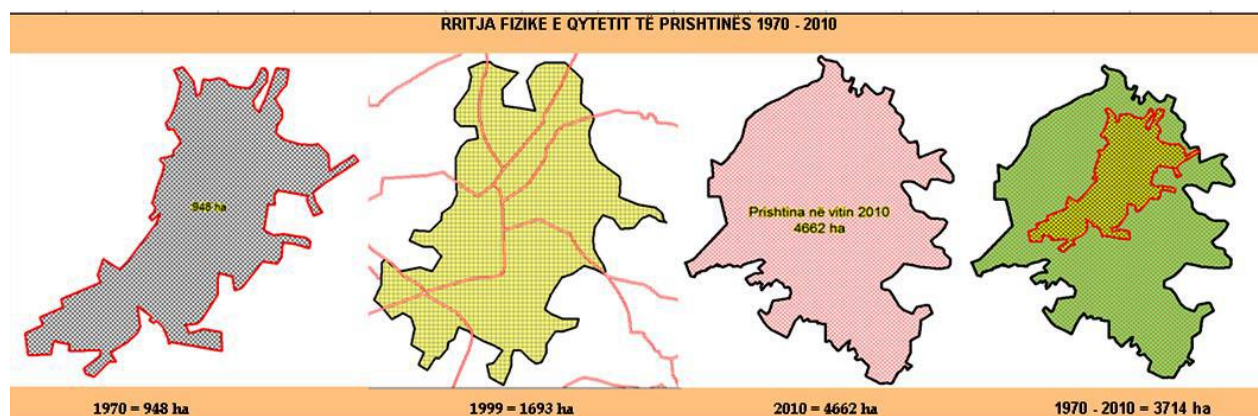 RRITJA FIZIKE E QYTETIT TË PRISHTINËS 1970 - 2010
948 ha
Prishtina në vitin 2010
4662 ha
1970 = 948 ha
1999 = 1693 ha
2010 = 4662 ha
1970 - 2010 = 3714 ha